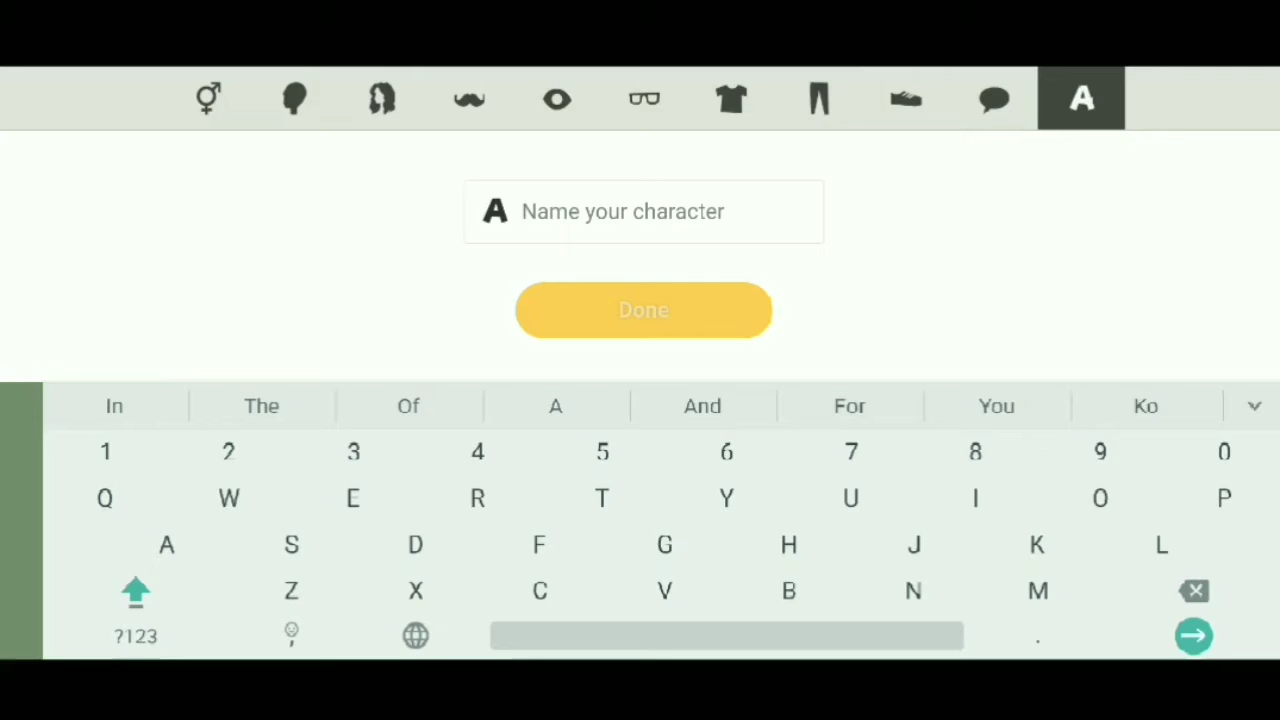 A
A Name your character
Done
In The Of A And For You Ko
1 2 3 4 5 6 7 8 9 0
Q W E R T Y U I O P
A S D F G H J K L
Z X C V B N M
?123 , .